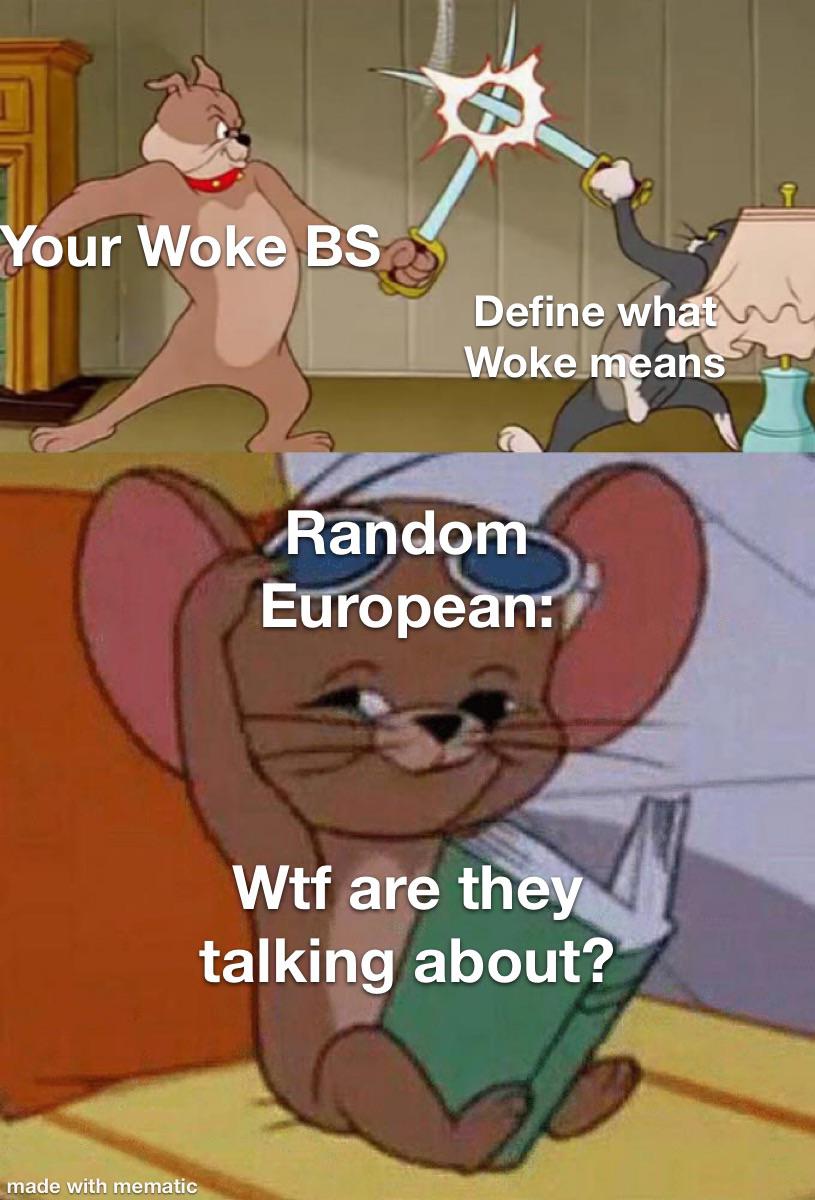 Your Woke BS
Define what
Woke means
Random
European:
Wtf are they
talking about?
made with mematic